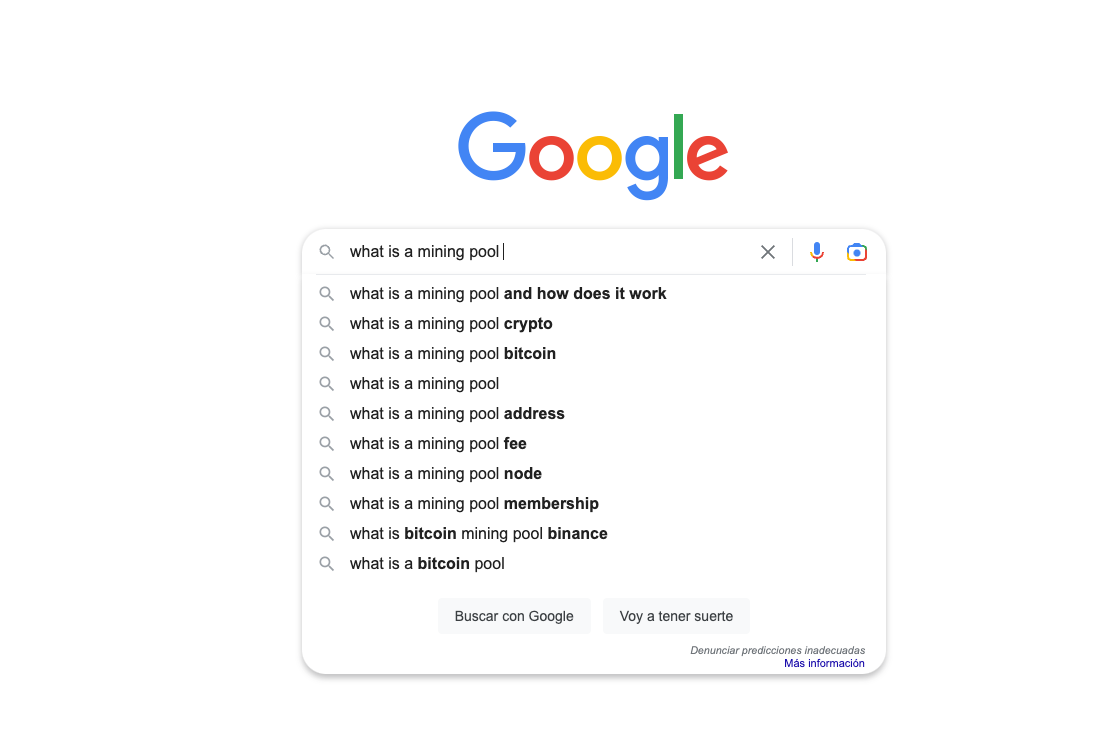 Google
what is a mining pool
what is a mining pool and how does it work
what is a mining pool crypto
what is a mining pool bitcoin
what is a mining pool
what is a mining pool address
what is a mining pool fee
what is a mining pool node
what is a mining pool membership
what is bitcoin mining pool binance
what is a bitcoin pool
Buscar con Google Voy a tener suerte
Denunciar predicciones inadecuadas
Más información